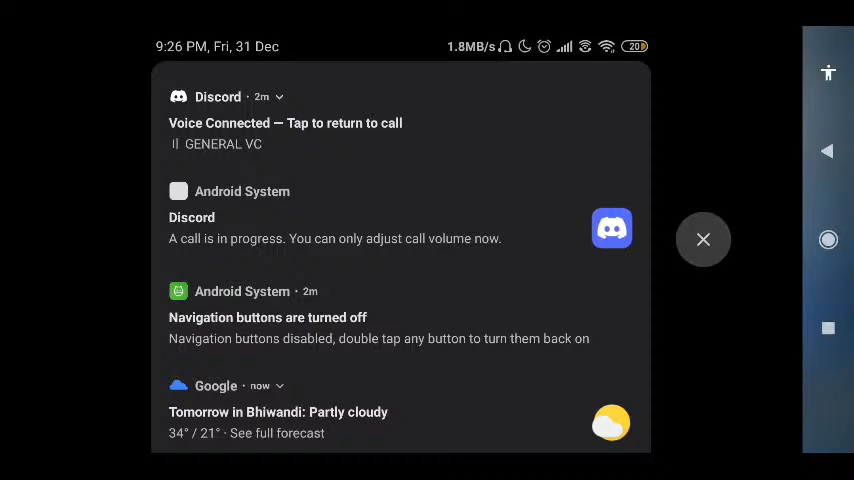 9:26 PM, Fri, 31 Dec 1.8MB/s 20
Discord · 2m
Voice Connected — Tap to return to call
GENERAL VC
Android System
Discord
A call is in progress. You can only adjust call volume now.
Android System · 2m
Navigation buttons are turned off
Navigation buttons disabled, double tap any button to turn them back on
Google · now
Tomorrow in Bhiwandi: Partly cloudy
34° / 21° · See full forecast